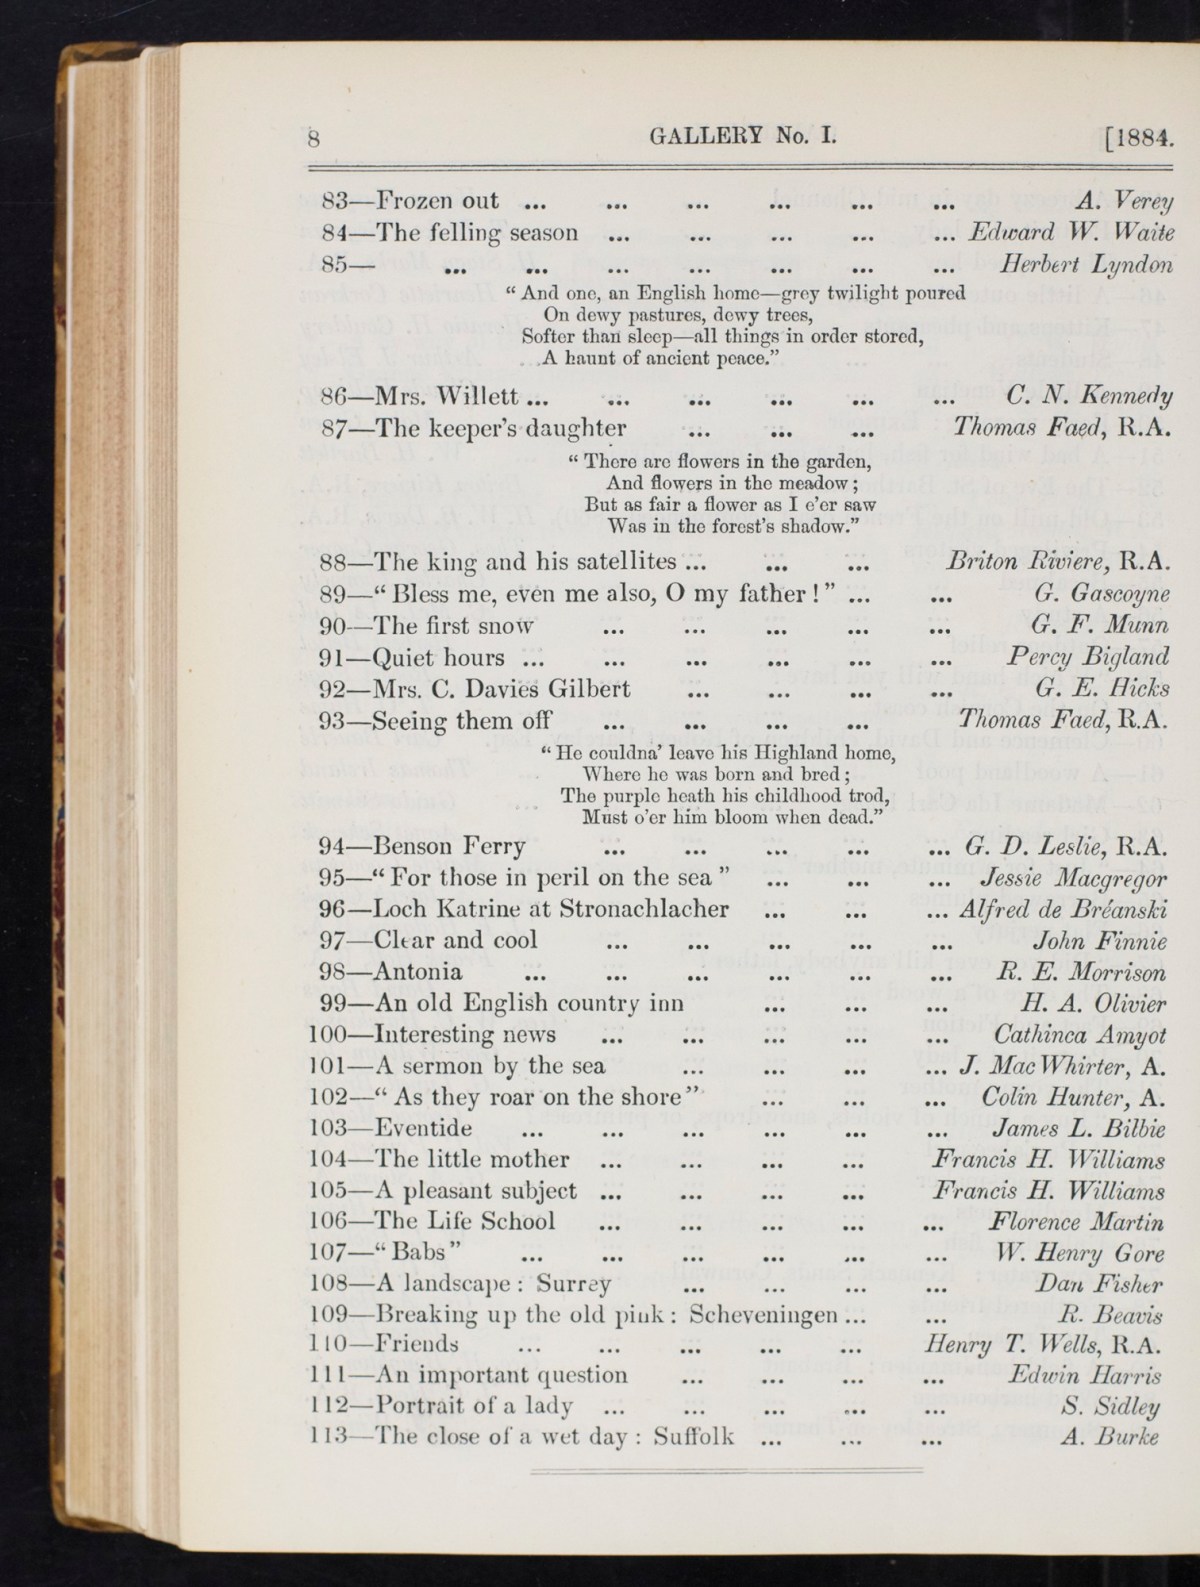 8 GALLERY No. I. [1884.
83—Frozen out ... ... ... ... ... ... A. Verey
84—The felling season ... ... ... ... ... Edward W. Waite
85— ... ... ... ... ... ... ... Herbert Lyndon
“And one, an English home—grey twilight poured
On dewy pastures, dewy trees,
Softer than sleep—all things in order stored,
A haunt of ancient peace.”
86—Mrs. Willett ... ... ... ... ... ... C. N. Kennedy
87—The keeper's daughter ... ... ... Thomas Faed, R.A.
“There are flowers in the garden,
And flowers in the meadow;
But as fair a flower as I e'er saw
Was in the forest's shadow.”
88—The king and his satellites ... ... ... Briton Riviere, R.A.
89—“Bless me, even me also, O my father!” ... ... G. Gascoyne
90—The first snow ... ... ... ... ... G. F. Munn
91—Quiet hours ... ... ... ... ... ... Percy Bigland
92—Mrs. C. Davies Gilbert ... ... ... ... G. E. Hicks
93—Seeing them off ... ... ... ... Thomas Faed, R.A.
“He couldna' leave his Highland home,
Where he was born and bred;
The purple heath his childhood trod,
Must o'er him bloom when dead.”
94—Benson Ferry ... ... ... ... ... G. D. Leslie, R.A.
95—“For those in peril on the sea” ... ... ... Jessie Macgregor
96—Loch Katrine at Stronachlacher ... ... ... Alfred de Bréanski
97—Clear and cool ... ... ... ... ... John Finnie
98—Antonia ... ... ... ... ... ... R. E. Morrison
99—An old English country inn ... ... ... H. A. Olivier
100—Interesting news ... ... ... ... ... Cathinca Amyot
101—A sermon by the sea ... ... ... ... J. MacWhirter, A.
102—“As they roar on the shore” ... ... ... Colin Hunter, A.
103—Eventide ... ... ... ... ... ... James L. Bilbie
104—The little mother ... ... ... ... Francis H. Williams
105—A pleasant subject ... ... ... ... Francis H. Williams
106—The Life School ... ... ... ... ... Florence Martin
107—“Babs” ... ... ... ... ... ... W. Henry Gore
108—A landscape: Surrey ... ... ... ... Dan Fisher
109—Breaking up the old pink: Scheveningen ... ... R. Beavis
110—Friends ... ... ... ... ... Henry T. Wells, R.A.
111—An important question ... ... ... ... Edwin Harris
112—Portrait of a lady ... ... ... ... ... S. Sidley
113—The close of a wet day: Suffolk ... ... ... A. Burke